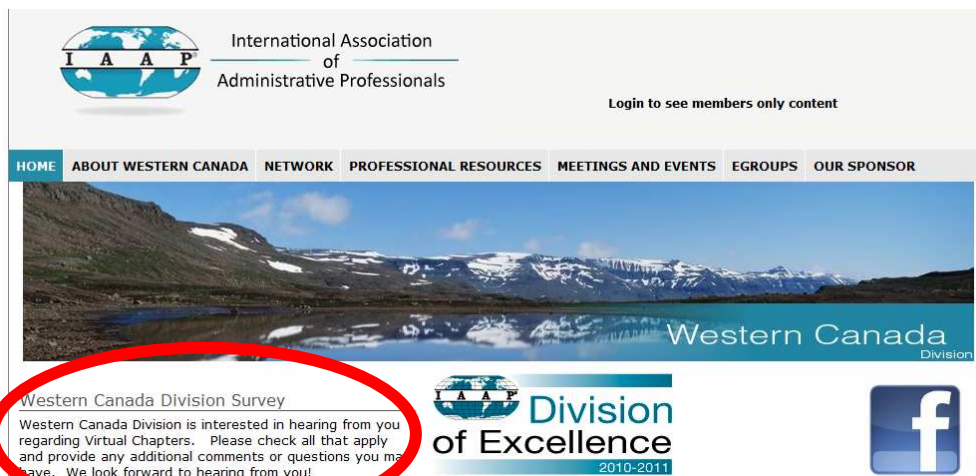 I A A P
International Association
of
Administrative Professionals
Login to see members only content
HOME ABOUT WESTERN CANADA NETWORK PROFESSIONAL RESOURCES MEETINGS AND EVENTS EGROUPS OUR SPONSOR
Western Canada
Division
Western Canada Division Survey
Western Canada Division is interested in hearing from you
regarding Virtual Chapters. Please check all that apply
and provide any additional comments or questions you
have. We look forward to hearing from you!
I A A P
Division
of Excellence
2010-2011
f